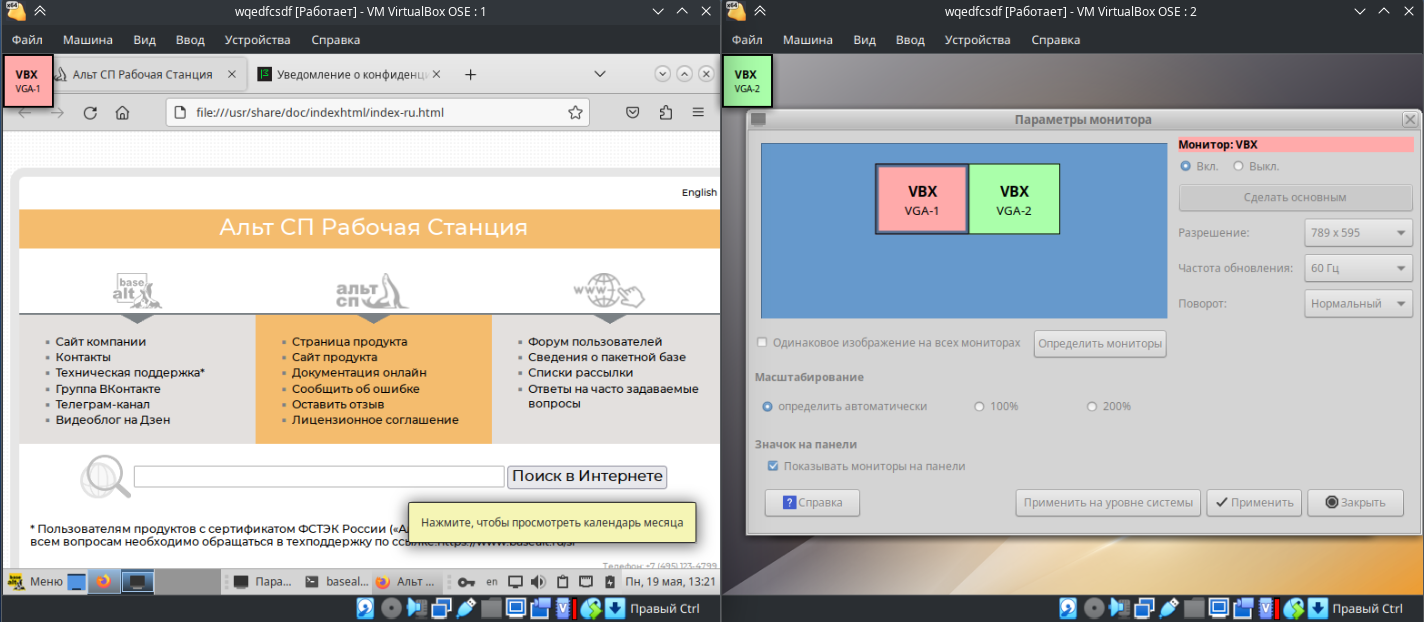 wqedfcsdf [Работает] - VM VirtualBox OSE : 1
Файл Машина Вид Ввод Устройства Справка
VBX
VGA-1
Альт СП Рабочая Станция
Уведомление о конфиденци
file:///usr/share/doc/indexhtml/index-ru.html
English
Альт СП Рабочая Станция
base
alt
альт
сп
www.
Сайт компании
Контакты
Техническая поддержка*
Группа ВКонтакте
Телеграм-канал
Видеоблог на Дзен
Страница продукта
Сайт продукта
Документация онлайн
Сообщить об ошибке
Оставить отзыв
Лицензионное соглашение
Форум пользователей
Сведения о пакетной базе
Списки рассылки
Ответы на часто задаваемые
вопросы
Поиск в Интернете
Нажмите, чтобы просмотреть календарь месяца
* Пользователям продуктов с сертификатом ФСТЭК России («Ал
всем вопросам необходимо обращаться в техподдержку по ссылке:
Телефон: +7 (495) 123-4799
Меню
Пара...
baseal...
Альт ...
en
Пн, 19 мая, 13:21
Правый Ctrl
wqedfcsdf [Работает] - VM VirtualBox OSE : 2
Файл Машина Вид Ввод Устройства Справка
VBX
VGA-2
Параметры монитора
VBX
VGA-1
VBX
VGA-2
Монитор: VBX
Вкл. Выкл.
Сделать основным
Разрешение: 789 x 595
Частота обновления: 60 Гц
Поворот: Нормальный
Одинаковое изображение на всех мониторах
Определить мониторы
Масштабирование
определить автоматически 100% 200%
Значок на панели
Показывать мониторы на панели
Справка
Применить на уровне системы
Применить
Закрыть
Правый Ctrl